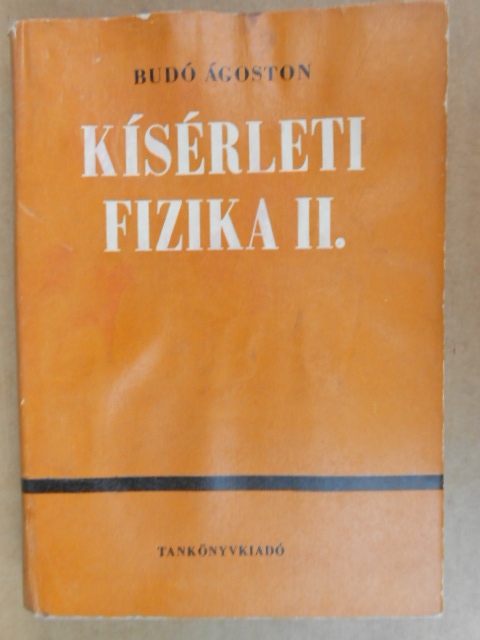 BUDÓ ÁGOSTON
KÍSÉRLETI
FIZIKA II.
TANKÖNYVKIADÓ